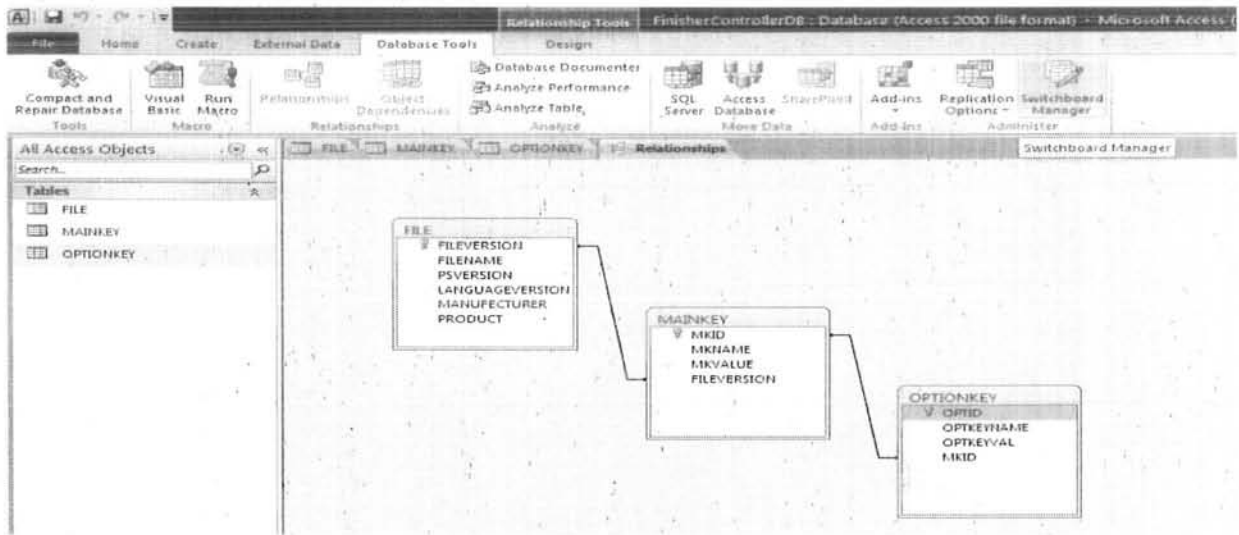 Relationship Tools FinisherControllerDB : Database (Access 2000 file format) - Microsoft Access (
File Home Create External Data Database Tools Design
Compact and Repair Database
Visual Basic
Run Macro
Relationships
Object Dependencies
Database Documenter
Analyze Performance
Analyze Table
SQL Server
Access Database
SharePoint
Add-ins
Replication Options
Switchboard Manager
Tools Macro Relationships Analyze Move Data Add-Ins Administer
All Access Objects
FILE MAINKEY OPTIONKEY Relationships
Switchboard Manager
Search...
Tables
FILE
MAINKEY
OPTIONKEY
FILE
FILEVERSION
FILENAME
PSVERSION
LANGUAGEVERSION
MANUFECTURER
PRODUCT
MAINKEY
MKID
MKNAME
MKVALUE
FILEVERSION
OPTIONKEY
OPTID
OPTKEYNAME
OPTKEYVAL
MKID